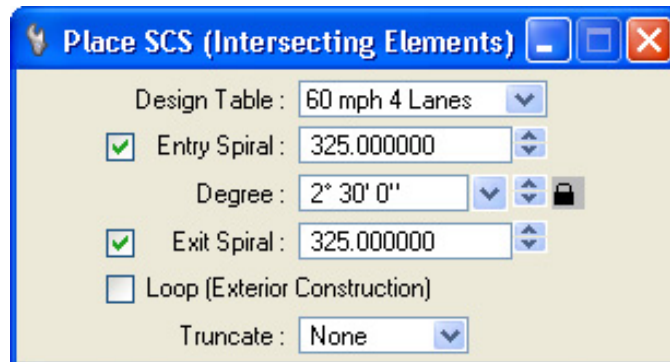 Place SCS (Intersecting Elements)
Design Table : 60 mph 4 Lanes
Entry Spiral : 325.000000
Degree : 2° 30' 0"
Exit Spiral : 325.000000
Loop (Exterior Construction)
Truncate : None